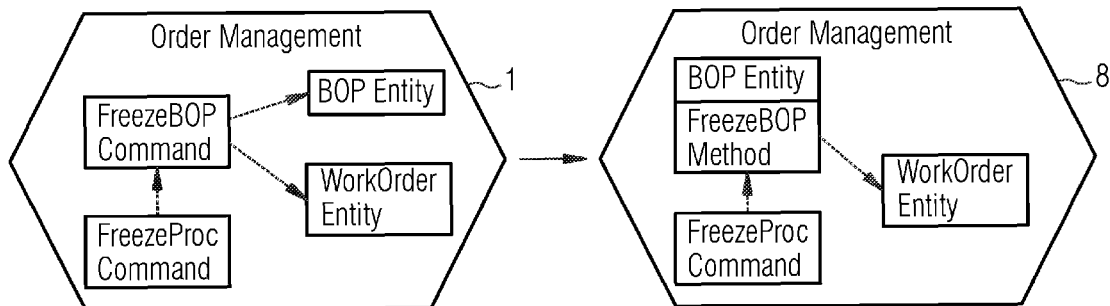 Order Management
1
FreezeBOP
Command
BOP Entity
WorkOrder
Entity
FreezeProc
Command
Order Management
8
BOP Entity
FreezeBOP
Method
WorkOrder
Entity
FreezeProc
Command